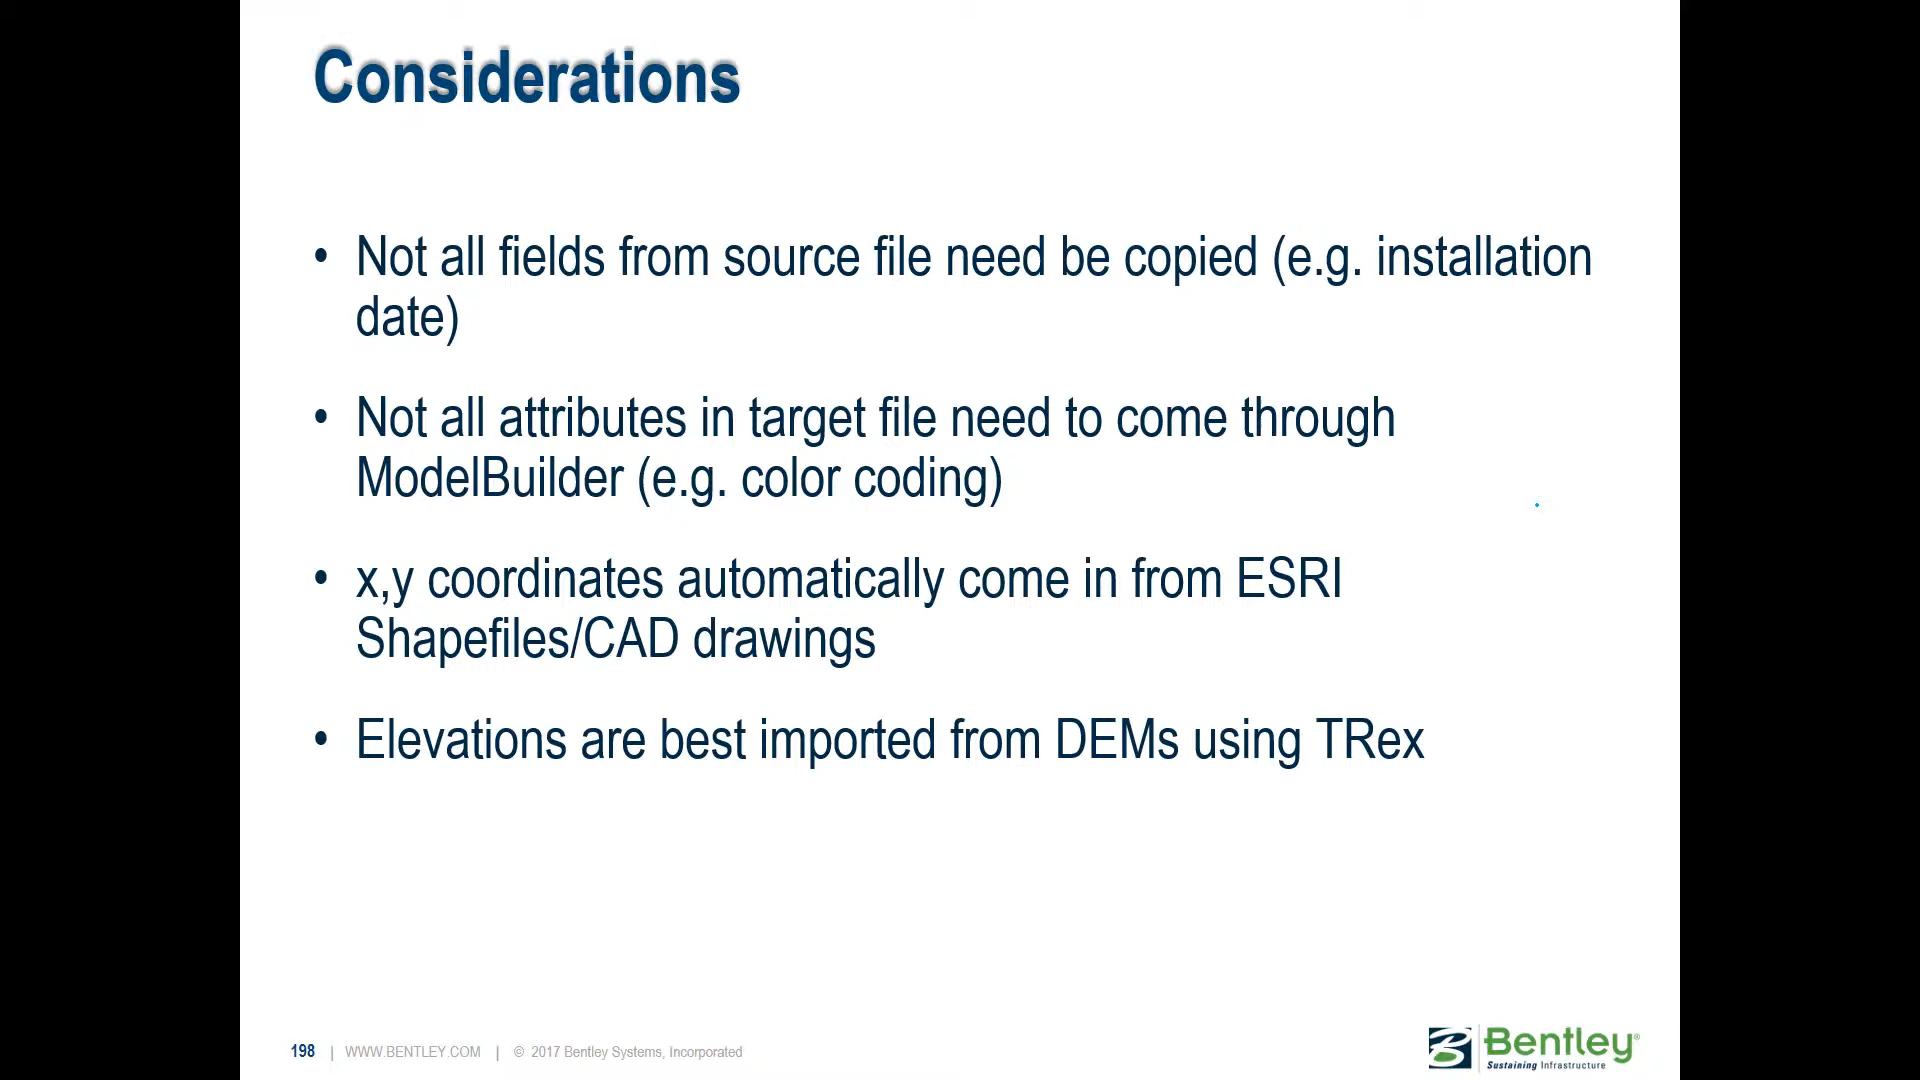 Considerations
• Not all fields from source file need be copied (e.g. installation
date)
• Not all attributes in target file need to come through
ModelBuilder (e.g. color coding)
• x,y coordinates automatically come in from ESRI
Shapefiles/CAD drawings
• Elevations are best imported from DEMs using TRex
198 | WWW.BENTLEY.COM | © 2017 Bentley Systems, Incorporated
Bentley®
Sustaining Infrastructure